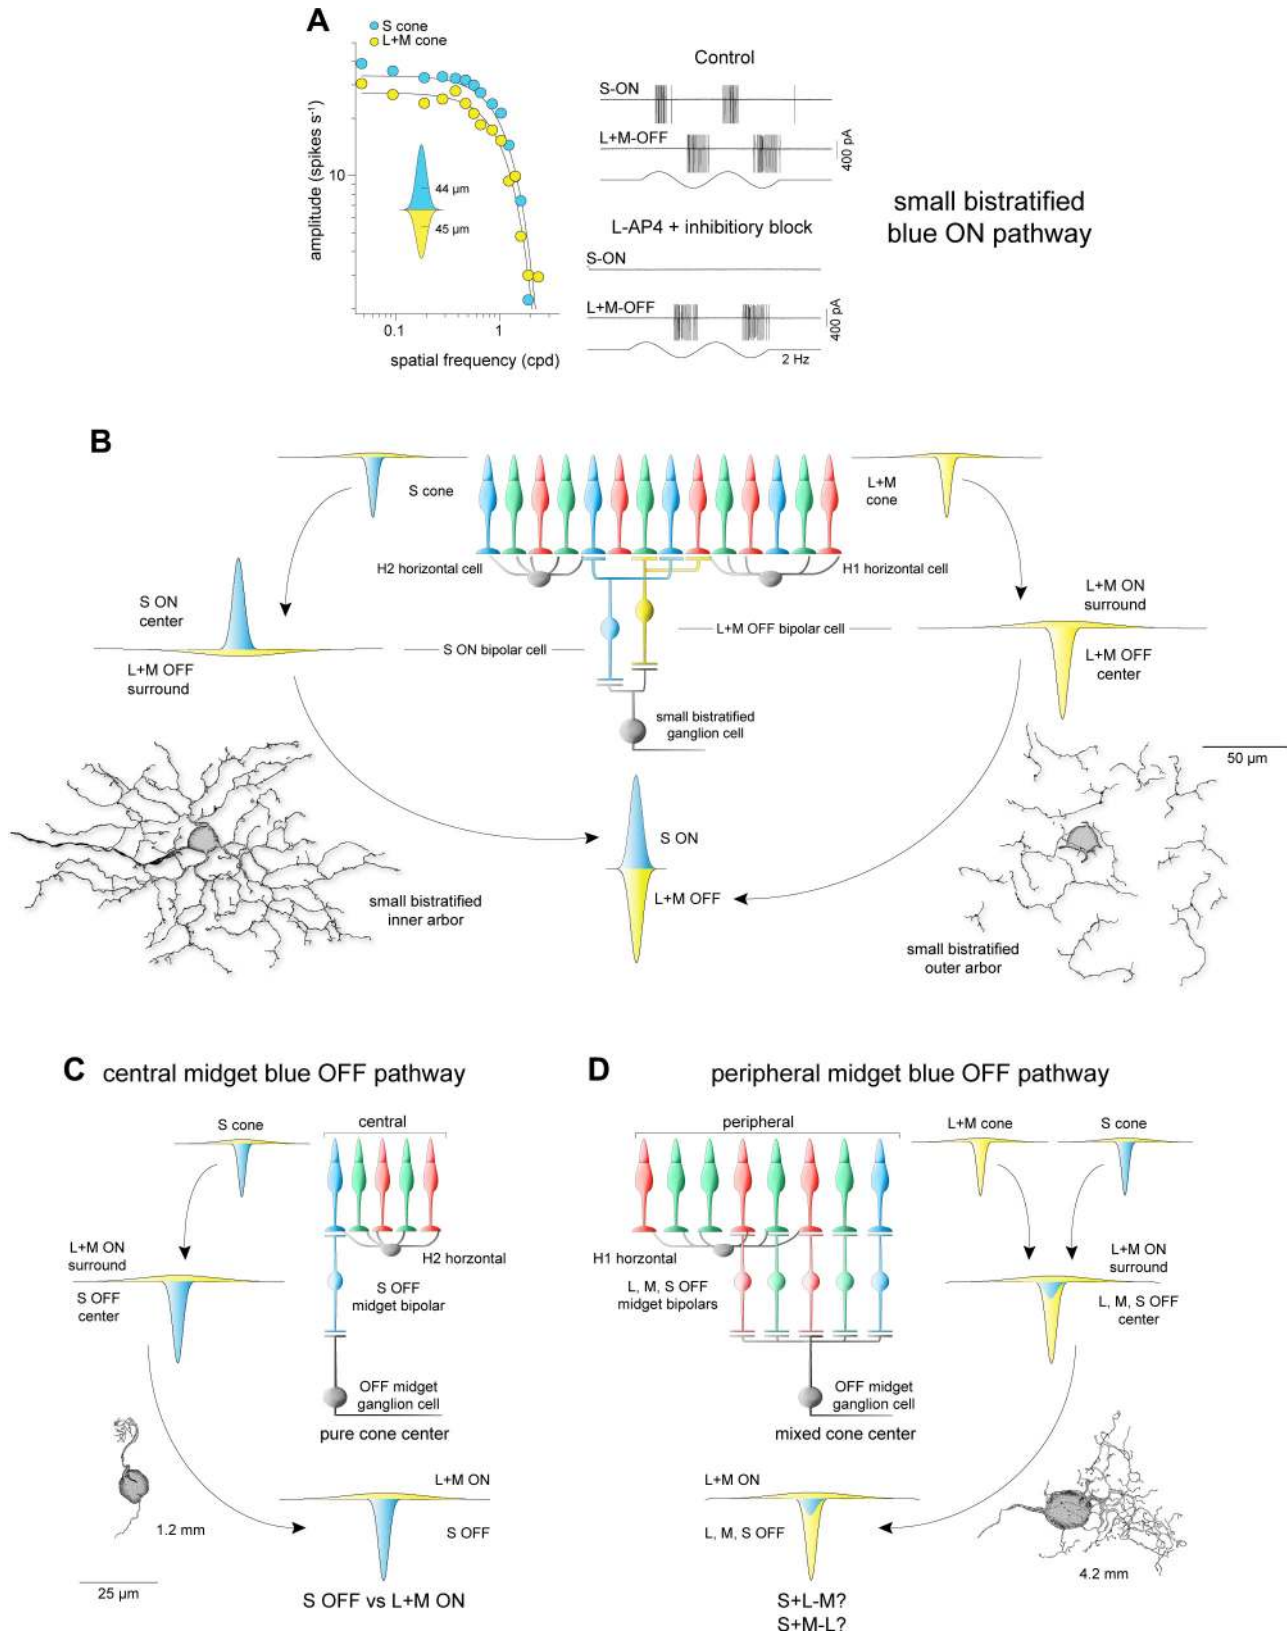 A
S cone
L+M cone
amplitude (spikes s⁻¹)
10
44 µm
45 µm
0.1
1
spatial frequency (cpd)
Control
S-ON
L+M-OFF
400 pA
L-AP4 + inhibitiory block
S-ON
L+M-OFF
400 pA
2 Hz
small bistratified
blue ON pathway
B
S cone
L+M
cone
H2 horizontal cell
H1 horizontal cell
S ON
center
L+M OFF
surround
S ON bipolar cell
L+M OFF bipolar cell
L+M ON
surround
L+M OFF
center
small bistratified
ganglion cell
50 µm
S ON
L+M OFF
small bistratified
inner arbor
small bistratified
outer arbor
C central midget blue OFF pathway
S cone
central
L+M ON
surround
S OFF
center
H2 horzontal
S OFF
midget bipolar
OFF midget
ganglion cell
pure cone center
1.2 mm
L+M ON
S OFF
25 µm
S OFF vs L+M ON
D peripheral midget blue OFF pathway
peripheral
L+M cone
S cone
H1 horzontal
L, M, S OFF
midget bipolars
L+M ON
surround
L, M, S OFF
center
OFF midget
ganglion cell
mixed cone center
L+M ON
L, M, S OFF
4.2 mm
S+L-M?
S+M-L?